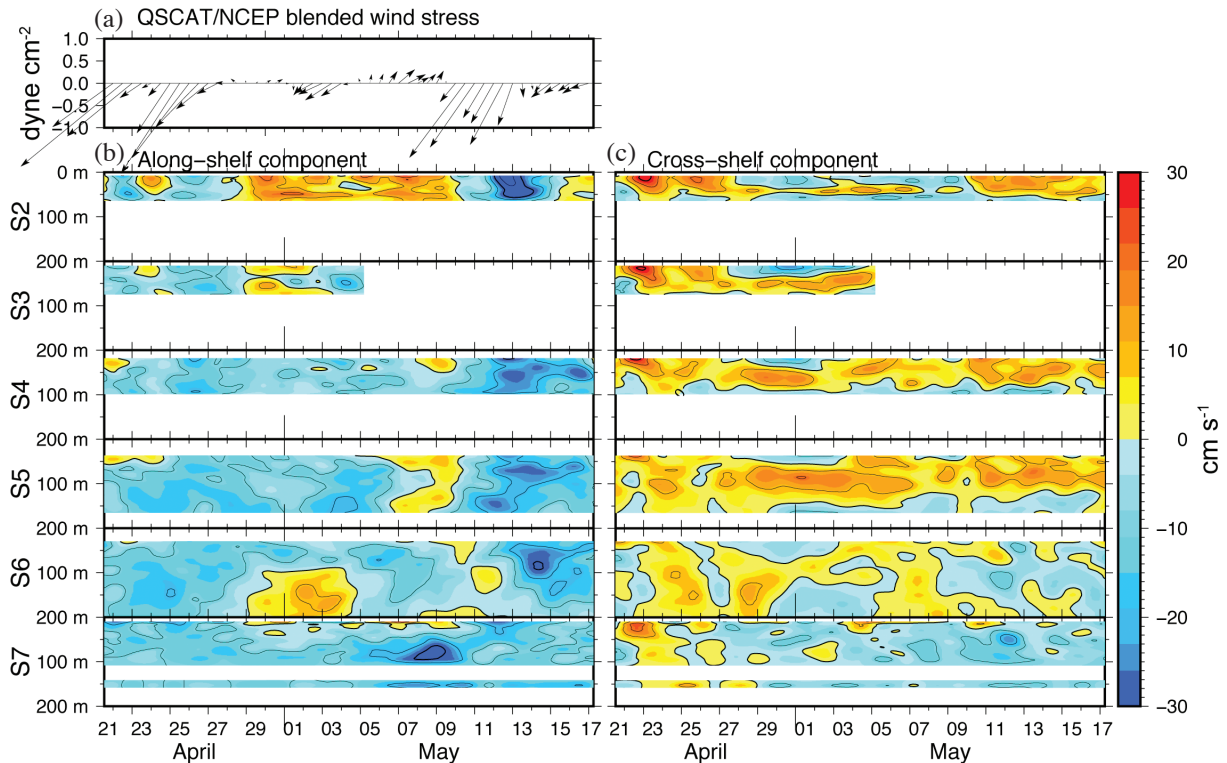 (a) QSCAT/NCEP blended wind stress
dyne cm-2
1.0
0.5
0.0
−0.5
−1.0
(b) Along−shelf component
(c) Cross−shelf component
S2
0 m
100 m
200 m
S3
100 m
200 m
S4
100 m
200 m
S5
100 m
200 m
S6
100 m
200 m
S7
100 m
200 m
21 23 25 27 29 01 03 05 07 09 11 13 15 17
April May
21 23 25 27 29 01 03 05 07 09 11 13 15 17
April May
30
20
10
0
−10
−20
−30
cm s-1